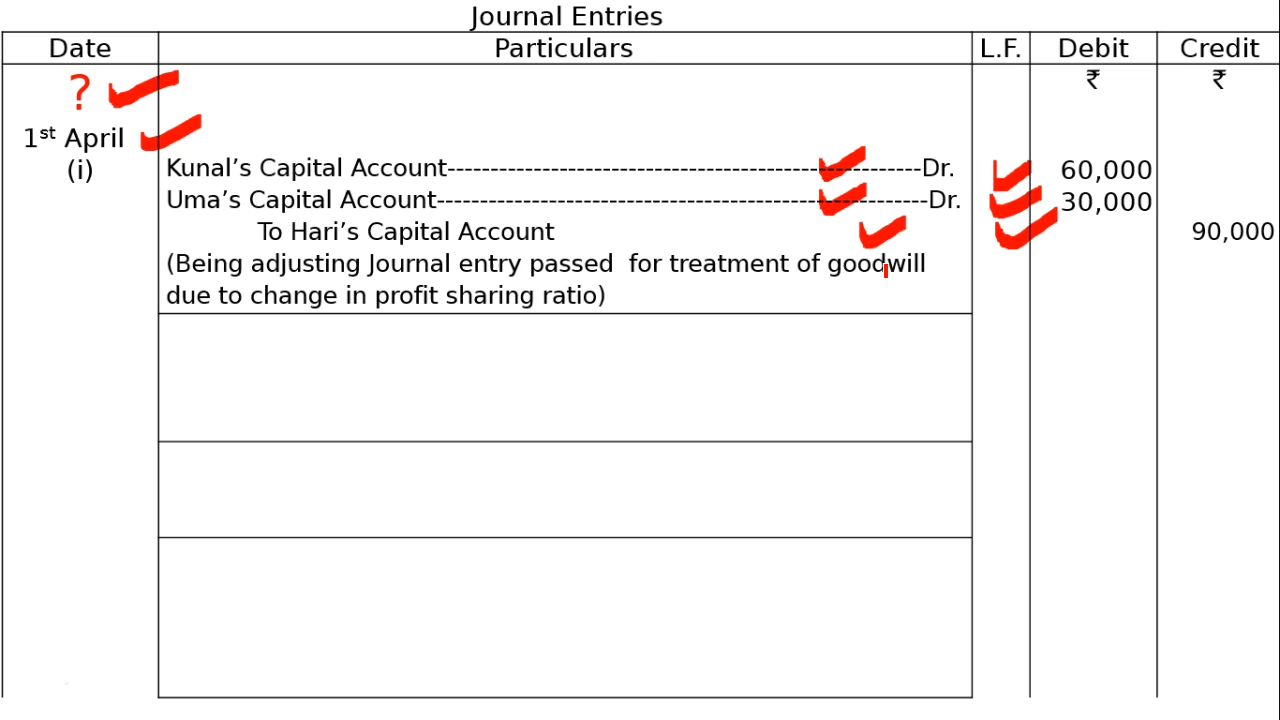 Journal Entries
Date Particulars L.F. Debit Credit
? ₹ ₹
1st April
(i) Kunal’s Capital Account-------------------------------------------------------Dr. 60,000
Uma’s Capital Account---------------------------------------------------------Dr. 30,000
To Hari’s Capital Account 90,000
(Being adjusting Journal entry passed for treatment of goodwill
due to change in profit sharing ratio)